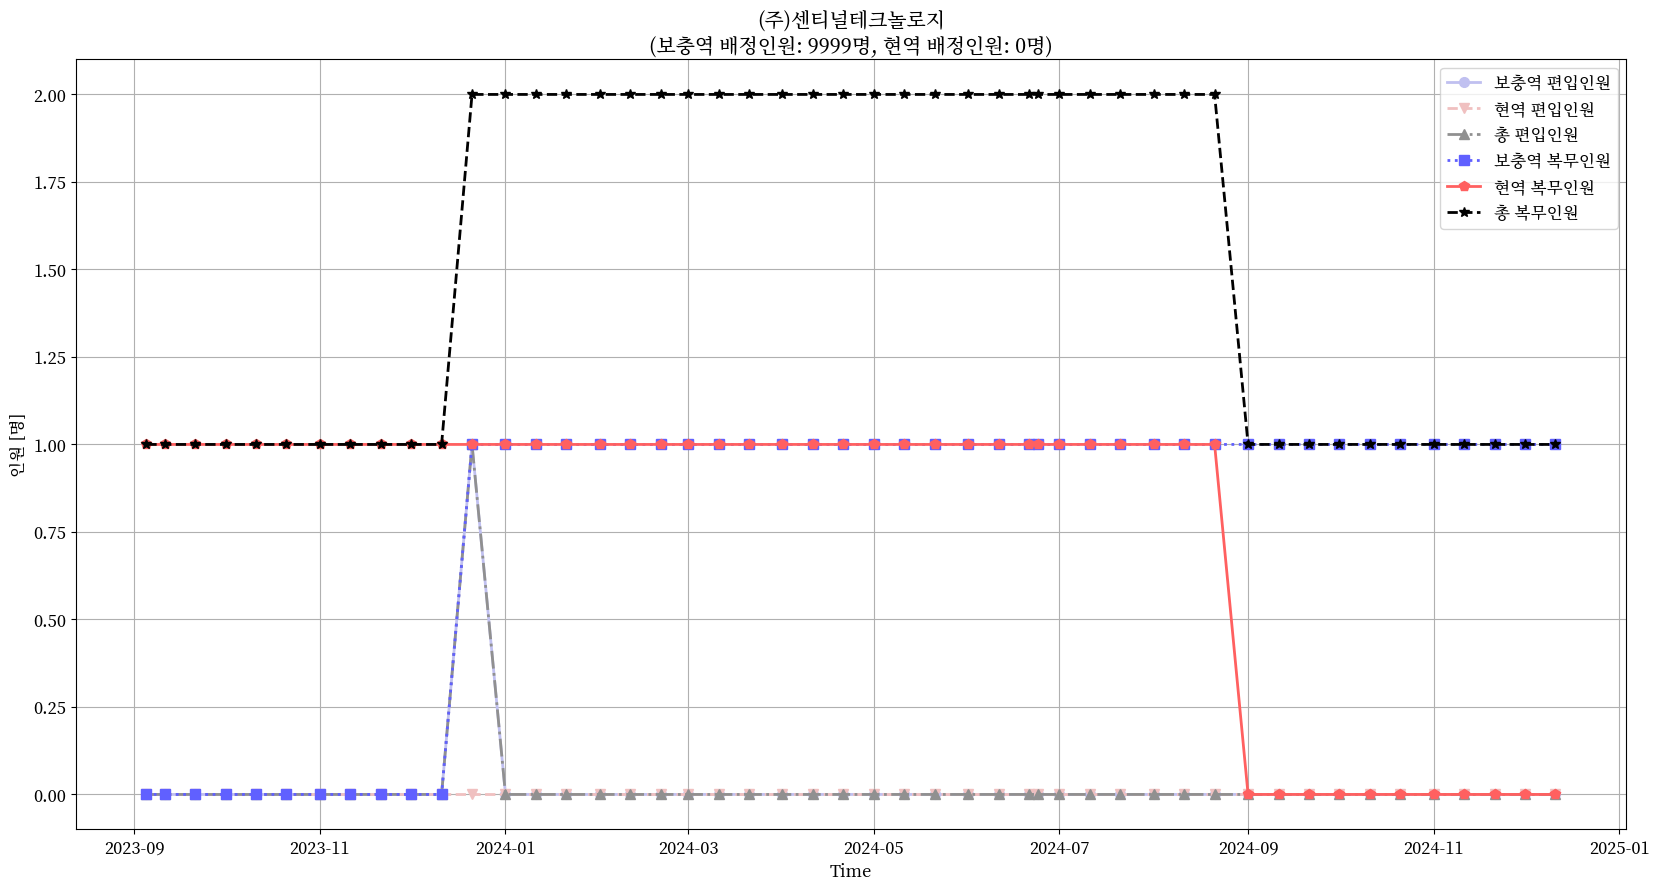 (주)센티널테크놀로지
(보충역 배정인원: 9999명, 현역 배정인원: 0명)
보충역 편입인원
현역 편입인원
총 편입인원
보충역 복무인원
현역 복무인원
총 복무인원
인원 [명]
2.00
1.75
1.50
1.25
1.00
0.75
0.50
0.25
0.00
2023-09
2023-11
2024-01
2024-03
2024-05
2024-07
2024-09
2024-11
2025-01
Time